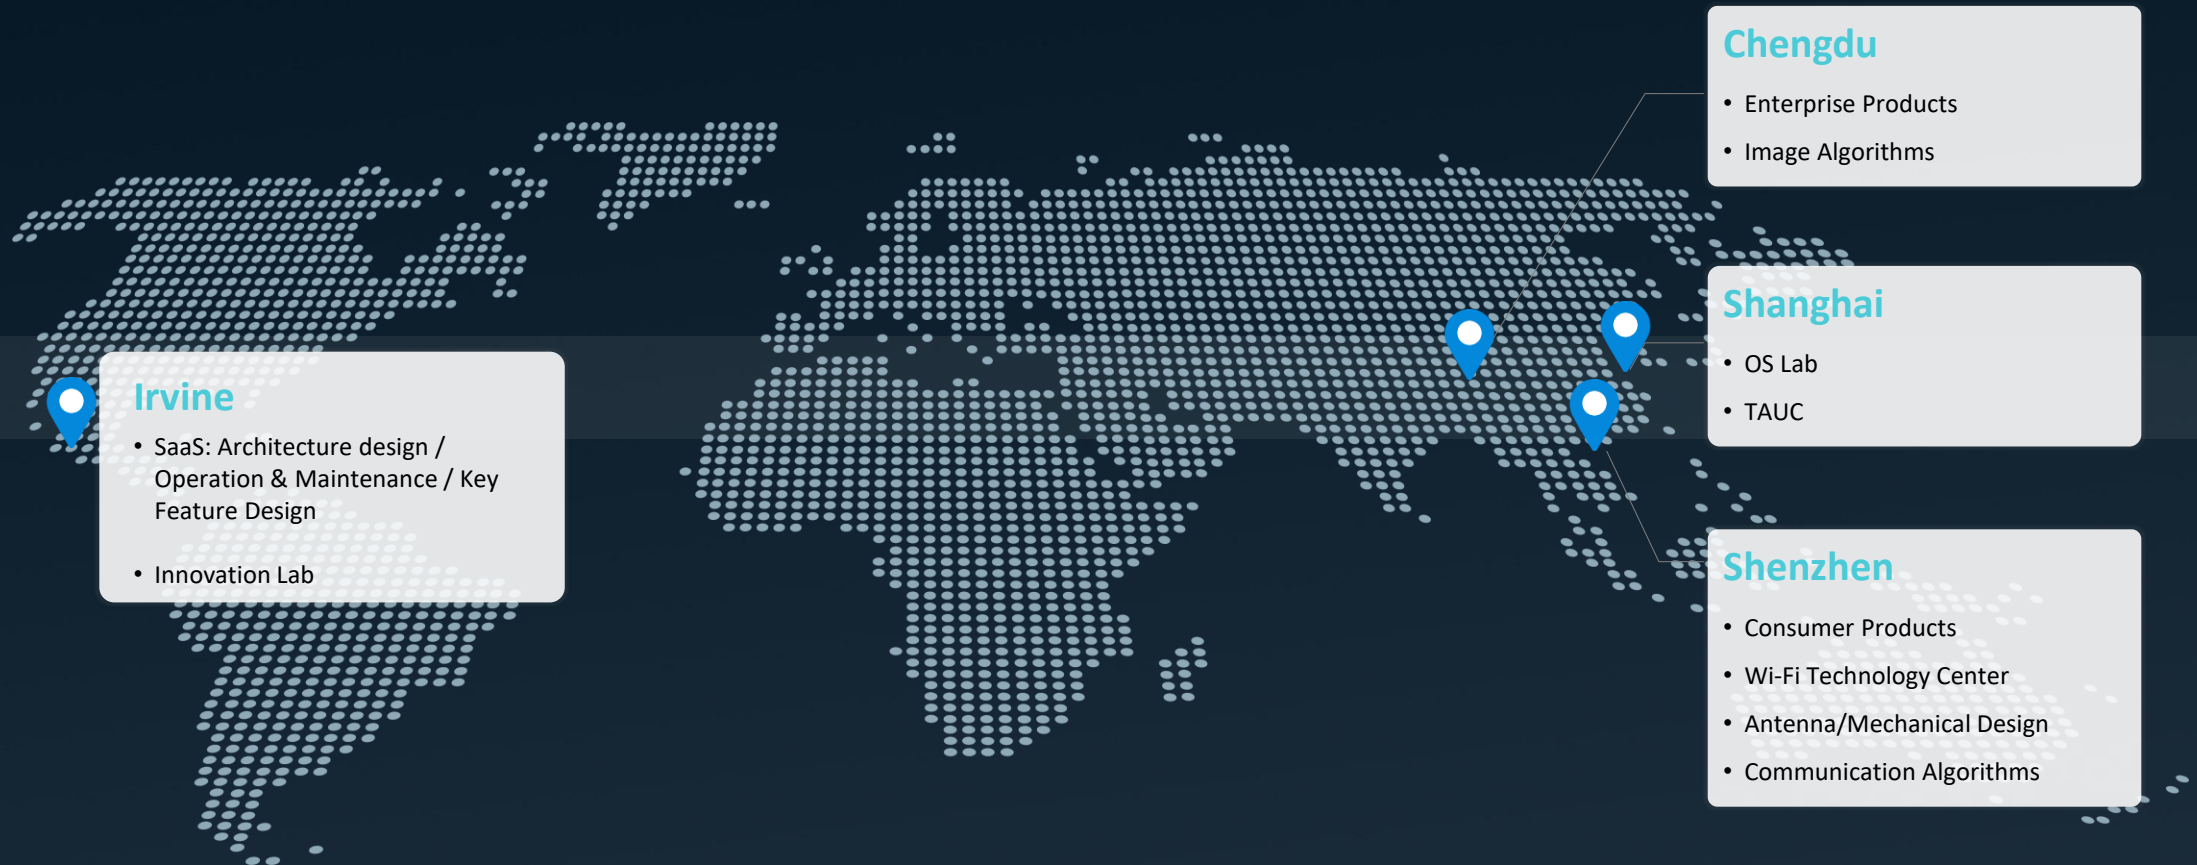 Chengdu
• Enterprise Products
• Image Algorithms
Shanghai
• OS Lab
• TAUC
Irvine
• SaaS: Architecture design /
Operation & Maintenance / Key
Feature Design
• Innovation Lab
Shenzhen
• Consumer Products
• Wi-Fi Technology Center
• Antenna/Mechanical Design
• Communication Algorithms